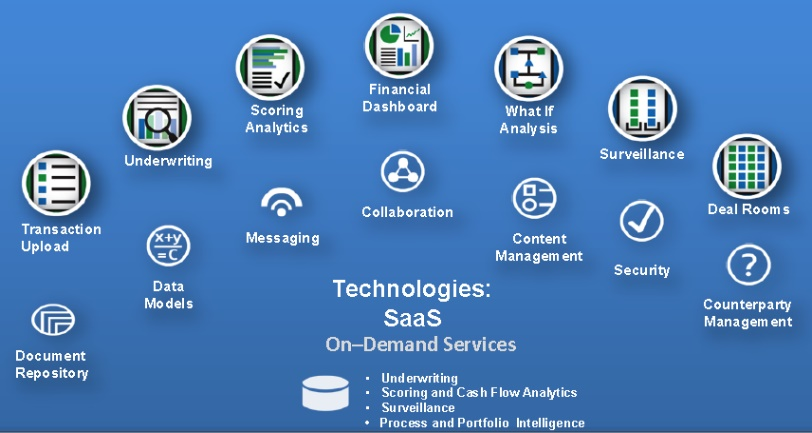 Financial
Dashboard
Scoring
Analytics
What If
Analysis
Underwriting
Surveillance
Transaction
Upload
Deal Rooms
Messaging
Collaboration
Content
Management
x+y
=C
Data
Models
Security
?
Counterparty
Management
Document
Repository
Technologies:
SaaS
On–Demand Services
• Underwriting
• Scoring and Cash Flow Analytics
• Surveillance
• Process and Portfolio Intelligence